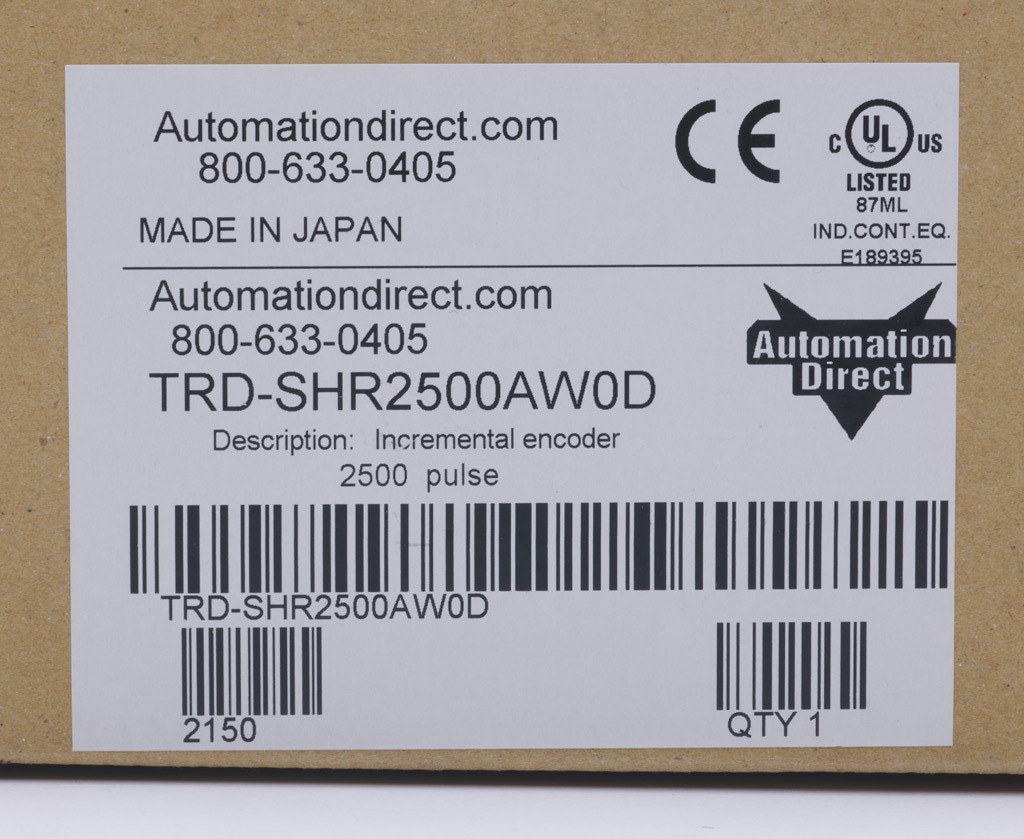 Automationdirect.com
800-633-0405
MADE IN JAPAN
CE
C UL US
LISTED
87ML
IND.CONT.EQ.
E189395
Automationdirect.com
800-633-0405
TRD-SHR2500AW0D
Description: Incremental encoder
2500 pulse
Automation
Direct
TRD-SHR2500AW0D
2150
QTY 1